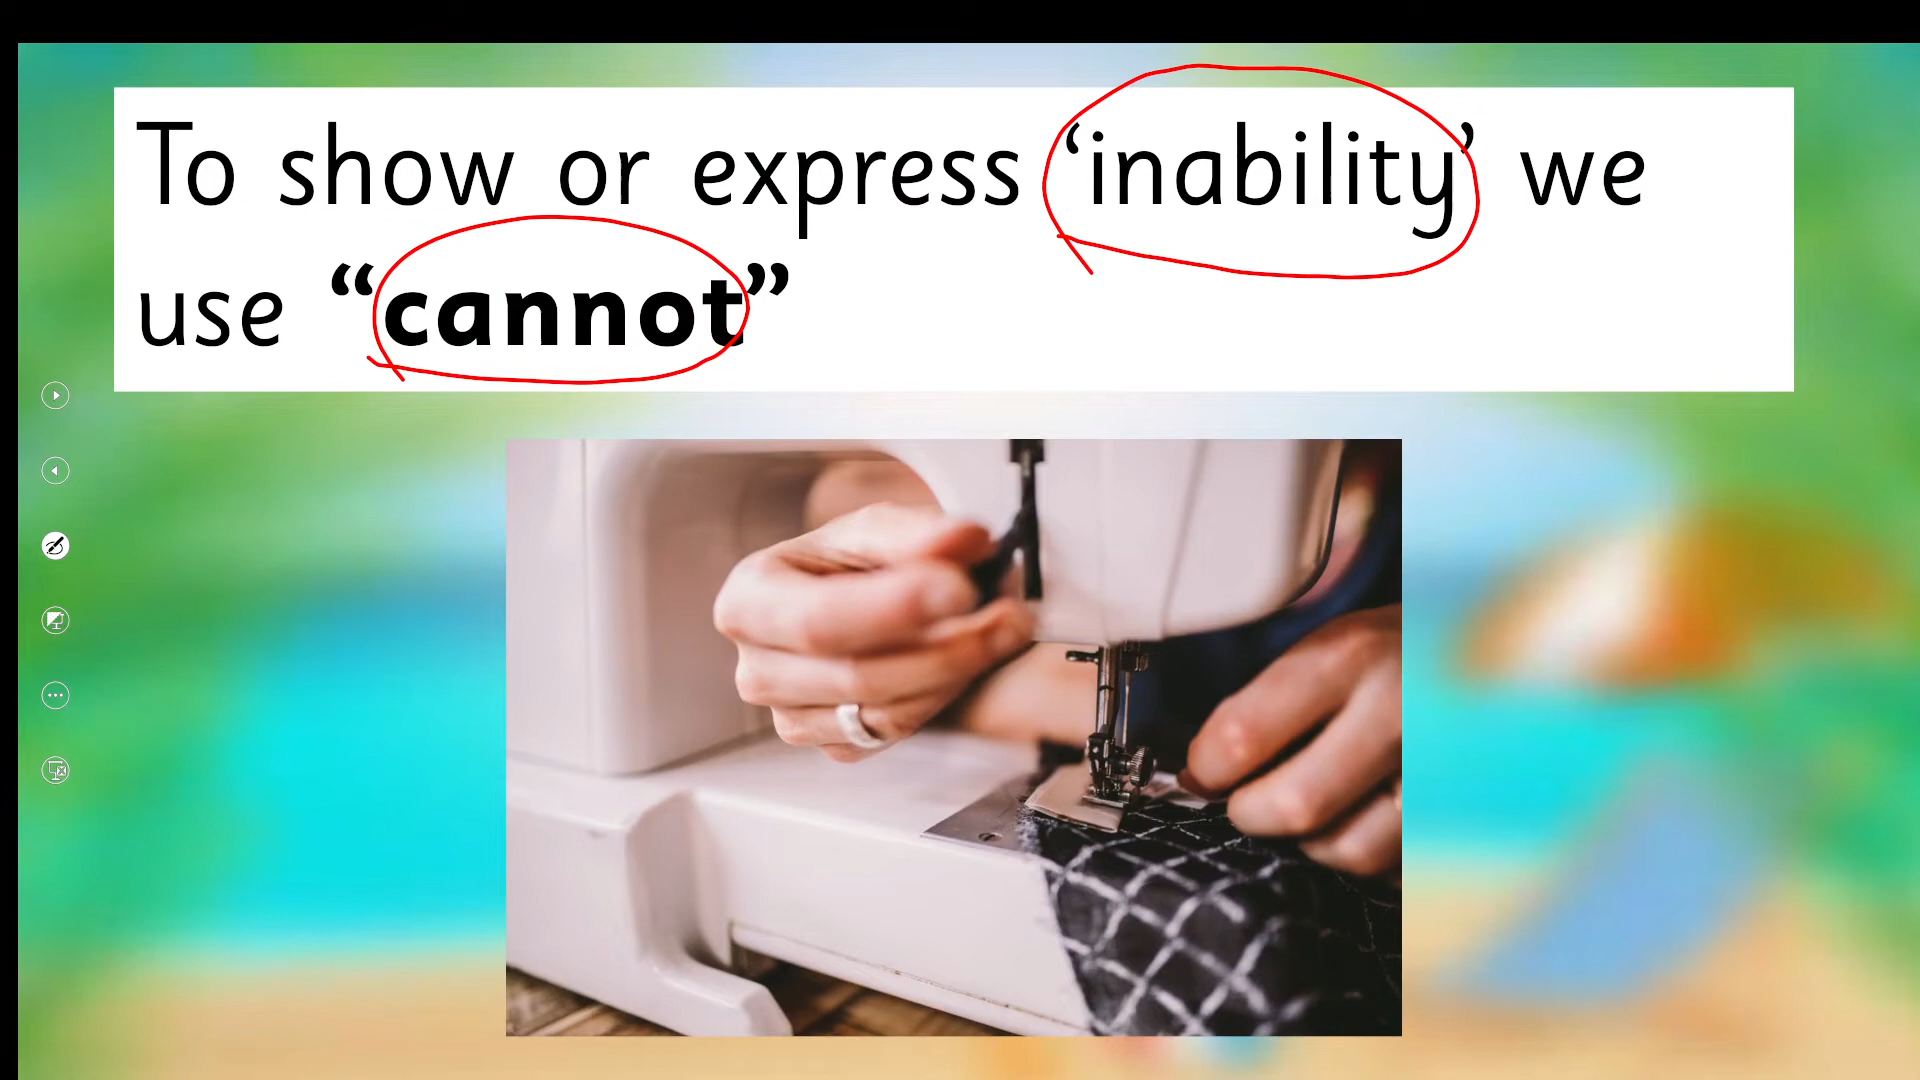 To show or express ‘inability’ we
use “cannot”